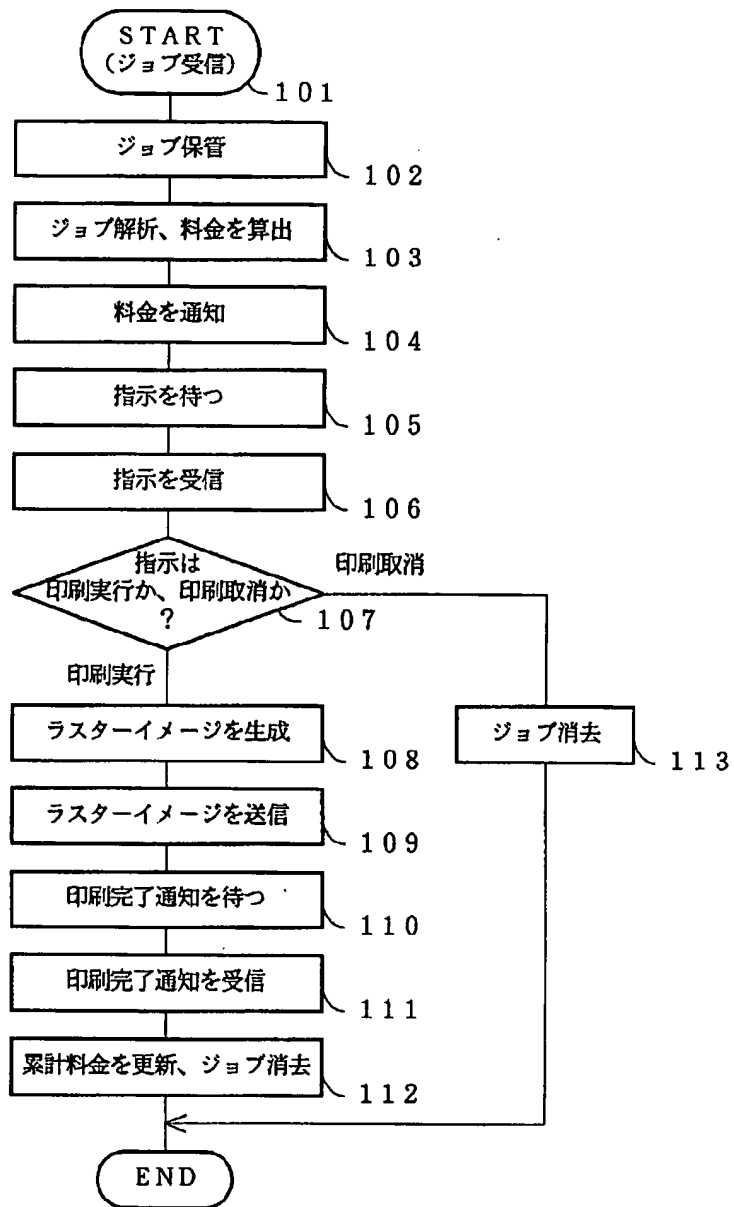 START
(ジョブ受信)
101
ジョブ保管
102
ジョブ解析、料金を算出
103
料金を通知
104
指示を待つ
105
指示を受信
106
指示は
印刷実行か、印刷取消か
?
107
印刷取消
印刷実行
ラスターイメージを生成
108
ジョブ消去
113
ラスターイメージを送信
109
印刷完了通知を待つ
110
印刷完了通知を受信
111
累計料金を更新、ジョブ消去
112
END